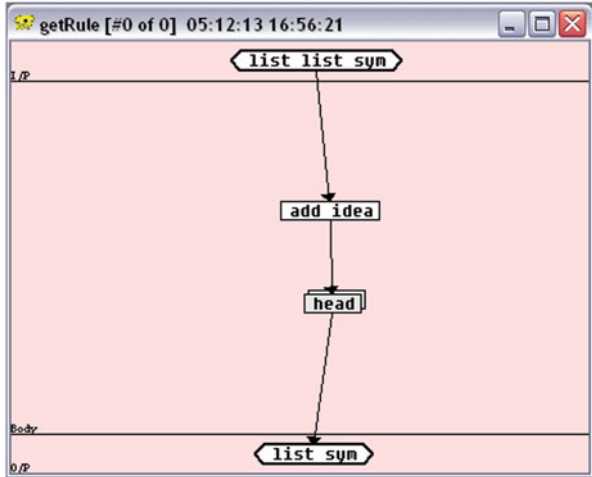 getRule [#0 of 0] 05:12:13 16:56:21
list list sym
I/P
add idea
head
Body
list sym
O/P